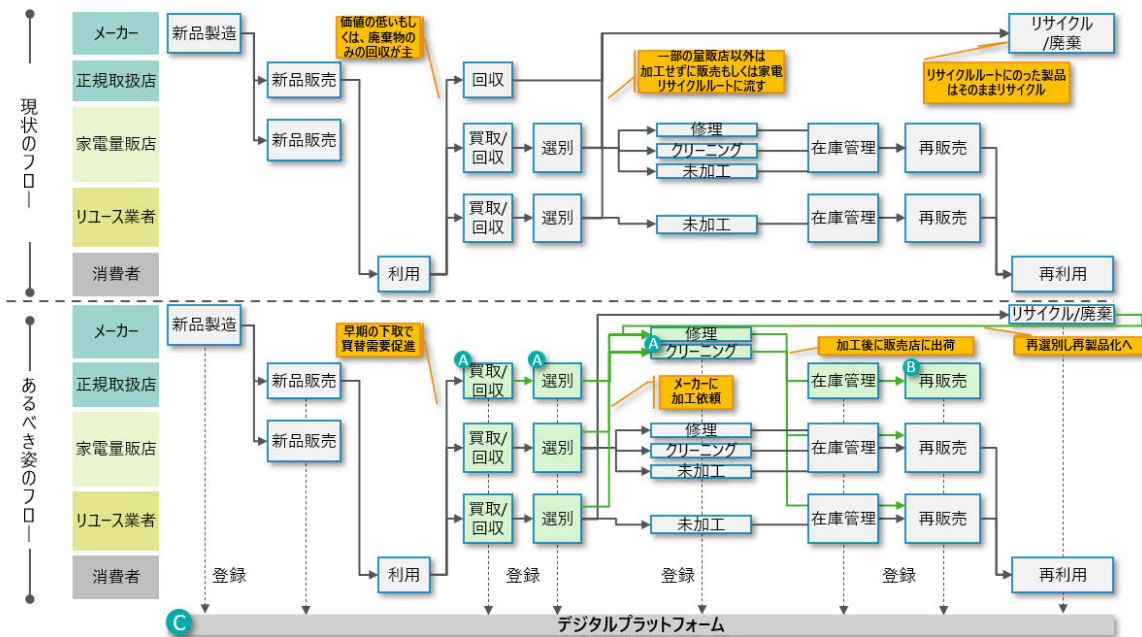 現状のフロー
メーカー
新品製造
価値の低いもし
くは、廃棄物の
みの回収が主
リサイクル
/廃棄
正規取扱店
新品販売
回収
一部の量販店以外は
加工せずに販売もしくは家電
リサイクルルートに流す
リサイクルルートにのった製品
はそのままリサイクル
家電量販店
新品販売
買取/
回収
選別
修理
クリーニング
未加工
在庫管理
再販売
リユース業者
買取/
回収
選別
未加工
在庫管理
再販売
消費者
利用
再利用
あるべき姿のフロー
メーカー
新品製造
早期の下取で
買替需要促進
修理
A
クリーニング
加工後に販売店に出荷
リサイクル/廃棄
再選別し再製品化へ
正規取扱店
新品販売
A
買取/
回収
A
選別
メーカーに
加工依頼
在庫管理
B
再販売
家電量販店
新品販売
買取/
回収
選別
修理
クリーニング
未加工
在庫管理
再販売
リユース業者
買取/
回収
選別
未加工
在庫管理
再販売
消費者
登録
利用
登録
登録
登録
再利用
C
デジタルプラットフォーム